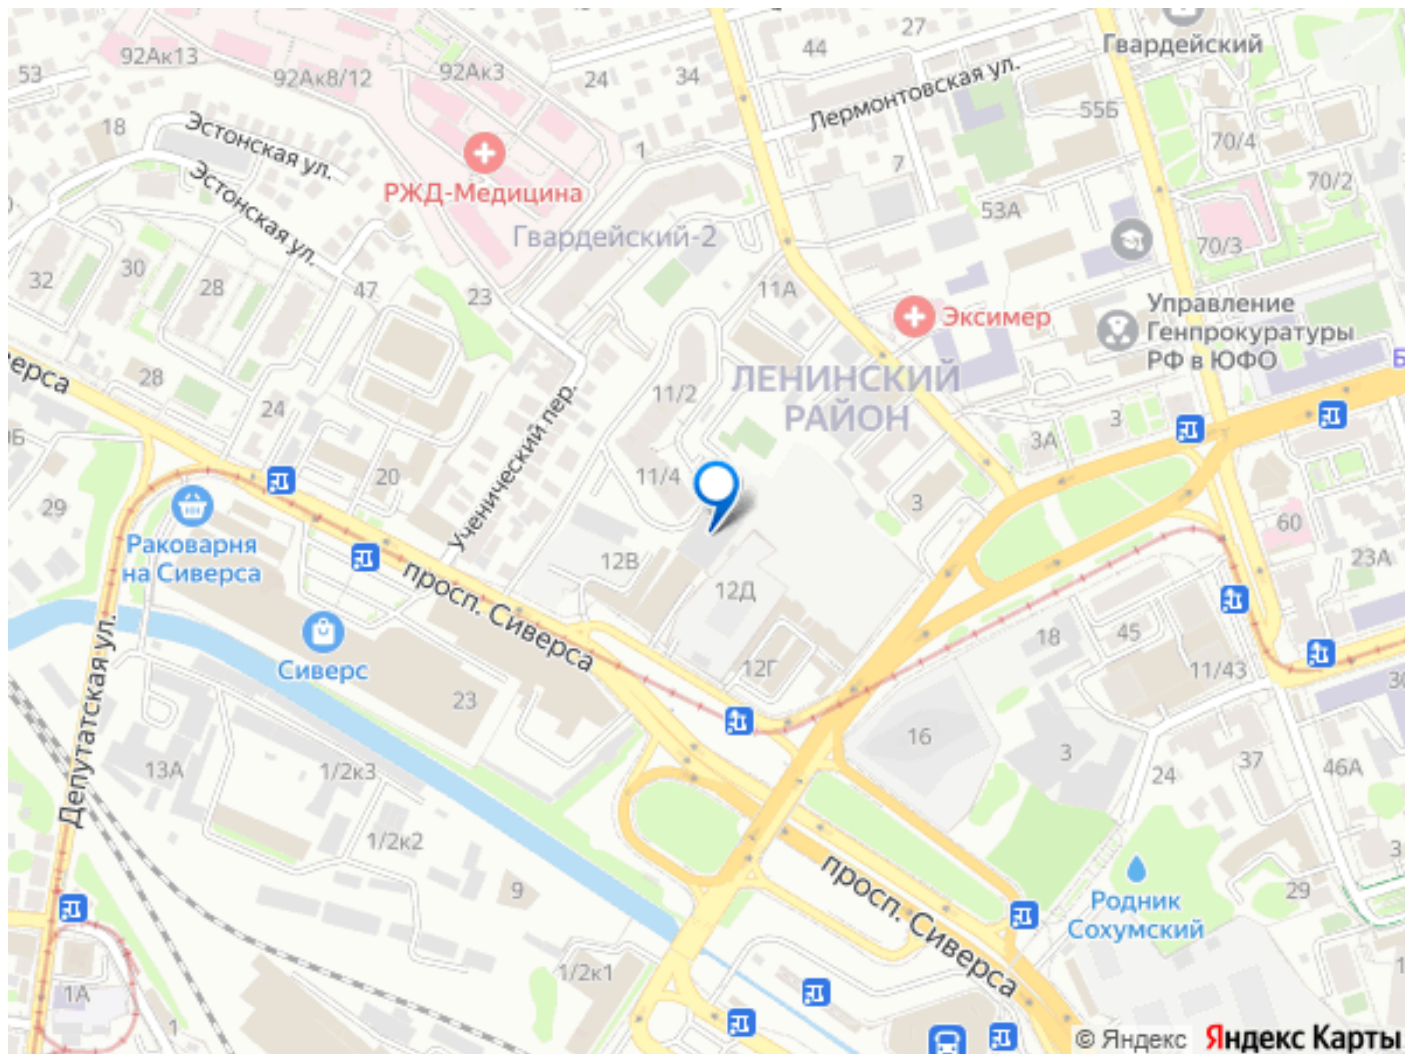 27
44
Гвардейский
92Ак13
92Ак3
34
53
92Ак8/12
24
Лермонтовская ул.
55Б
18
Эстонская ул.
1
70/4
РЖД-Медицина
7
70/2
Эстонская ул.
53А
Гвардейский-2
70/3
30
32
28
47
23
11А
Эксимер
Управление
Генпрокуратуры
РФ в ЮФО
Б
верса
28
11/2
ЛЕНИНСКИЙ
РАЙОН
24
Ученический пер.
3А
3
20
11/4
29
3
60
Раковарня
на Сиверса
12В
просп. Сиверса
12Д
23А
18
45
Сиверс
12Г
11/43
30
23
Депутатская ул.
16
3
13А
1/2к3
24
37
46А
1/2к2
просп. Сиверса
3
9
Родник
Сохумский
29
1/2к1
1А
1
1
© Яндекс Яндекс Карты